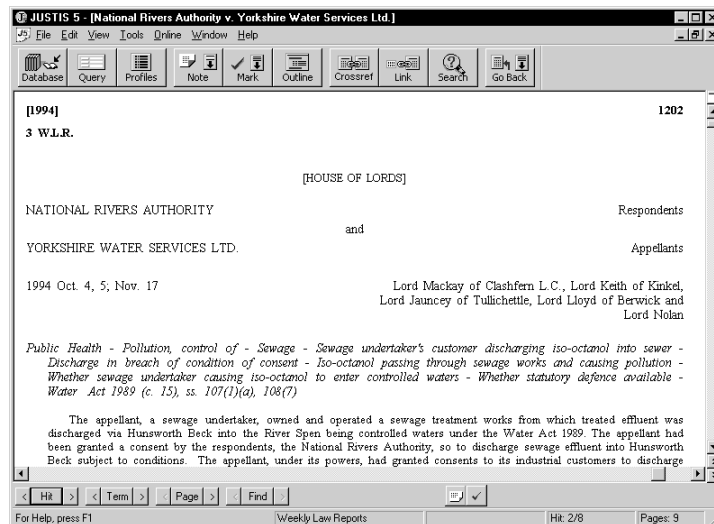 JUSTIS 5 - [National Rivers Authority v. Yorkshire Water Services Ltd.]
File Edit View Tools Online Window Help
Database Query Profiles Note Mark Outline Crossref Link Search Go Back
[1994] 1202
3 W.L.R.
[HOUSE OF LORDS]
NATIONAL RIVERS AUTHORITY Respondents
and
YORKSHIRE WATER SERVICES LTD. Appellants
1994 Oct. 4, 5; Nov. 17 Lord Mackay of Clashfern L.C., Lord Keith of Kinkel,
Lord Jauncey of Tullichettle, Lord Lloyd of Berwick and
Lord Nolan
Public Health - Pollution, control of - Sewage - Sewage undertaker's customer discharging iso-octanol into sewer -
Discharge in breach of condition of consent - Iso-octanol passing through sewage works and causing pollution -
Whether sewage undertaker causing iso-octanol to enter controlled waters - Whether statutory defence available -
Water Act 1989 (c. 15), ss. 107(1)(a), 108(7)
The appellant, a sewage undertaker, owned and operated a sewage treatment works from which treated effluent was
discharged via Hunsworth Beck into the River Spen being controlled waters under the Water Act 1989. The appellant had
been granted a consent by the respondents, the National Rivers Authority, so to discharge sewage effluent into Hunsworth
Beck subject to conditions. The appellant, under its powers, had granted consents to its industrial customers to discharge
< Hit > < Term > < Page > < Find >
For Help, press F1 Weekly Law Reports Hit: 2/8 Pages: 9